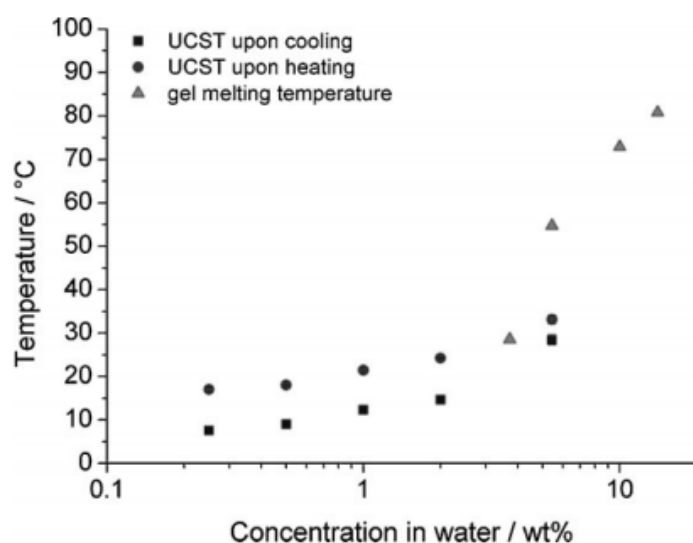 100
90
80
70
60
50
40
30
20
10
0
Temperature / °C
UCST upon cooling
UCST upon heating
gel melting temperature
0.1
1
10
Concentration in water / wt%